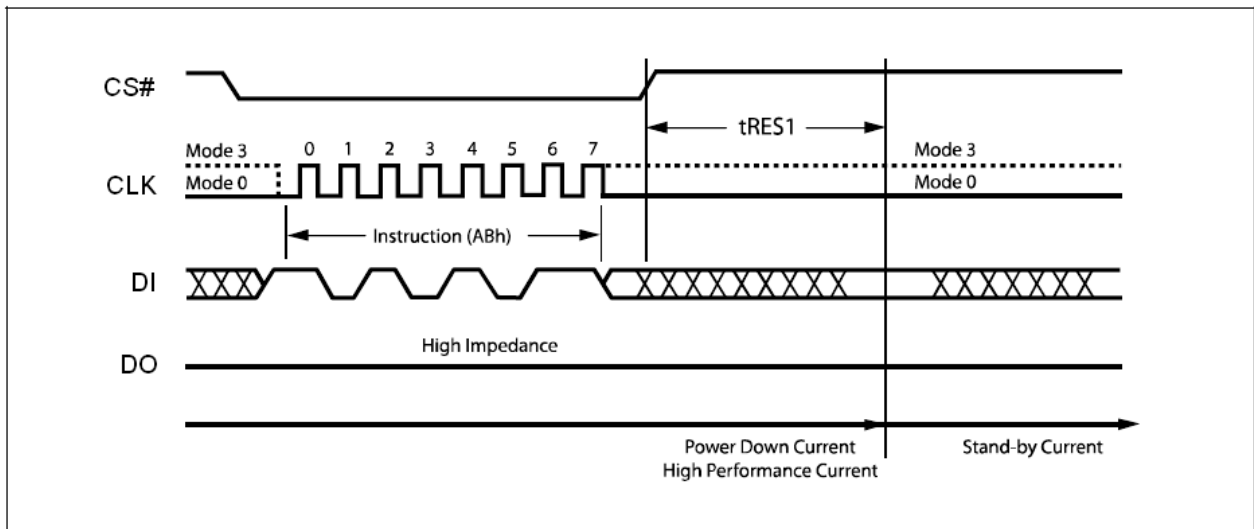 CS#
tRES1
Mode 3 0 1 2 3 4 5 6 7 Mode 3
CLK Mode 0 Mode 0
Instruction (ABh)
DI
High Impedance
DO
Power Down Current Stand-by Current
High Performance Current